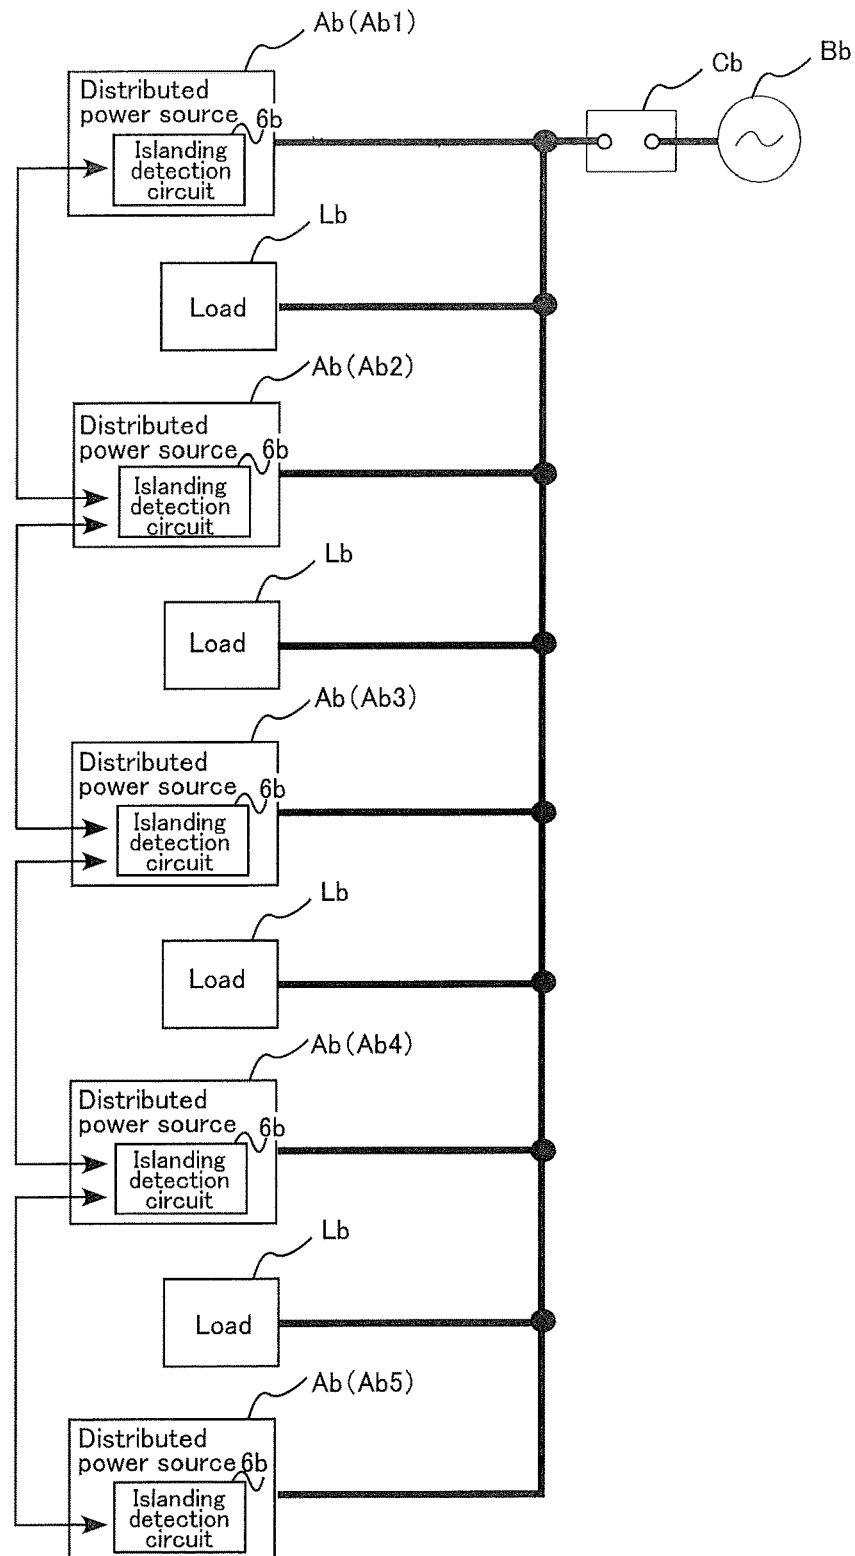 Ab(Ab1)
Cb
Bb
Distributed
power source
6b
Islanding
detection
circuit
Lb
Load
Ab(Ab2)
Distributed
power source
6b
Islanding
detection
circuit
Lb
Load
Ab(Ab3)
Distributed
power source
6b
Islanding
detection
circuit
Lb
Load
Ab(Ab4)
Distributed
power source
6b
Islanding
detection
circuit
Lb
Load
Ab(Ab5)
Distributed
power source
6b
Islanding
detection
circuit